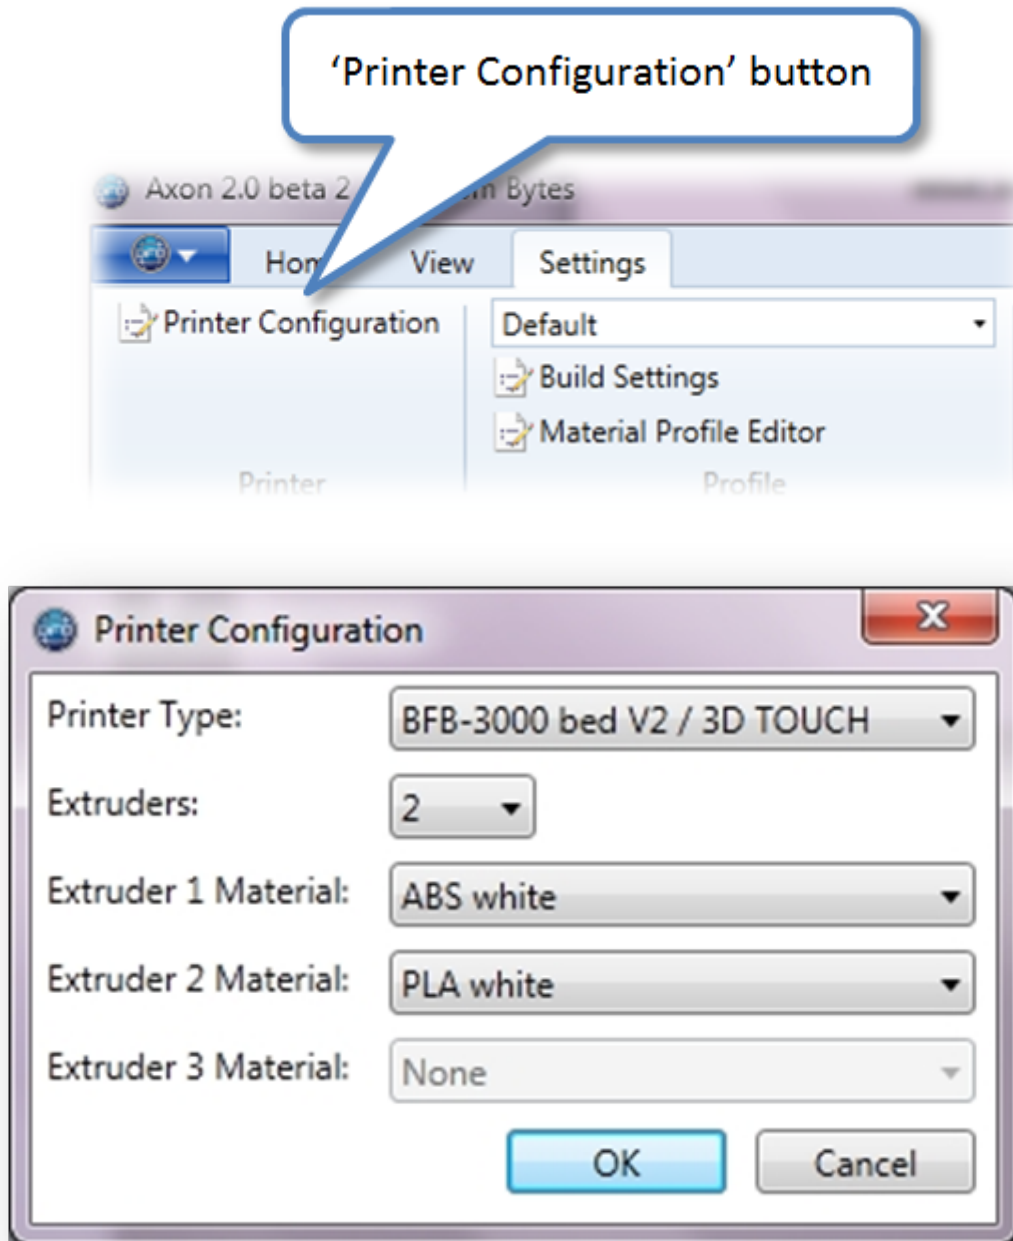 ‘Printer Configuration’ button
Axon 2.0 beta 2 Bytes
Home View Settings
Printer Configuration
Default
Build Settings
Material Profile Editor
Printer Profile
Printer Configuration
Printer Type: BFB-3000 bed V2 / 3D TOUCH
Extruders: 2
Extruder 1 Material: ABS white
Extruder 2 Material: PLA white
Extruder 3 Material: None
OK Cancel